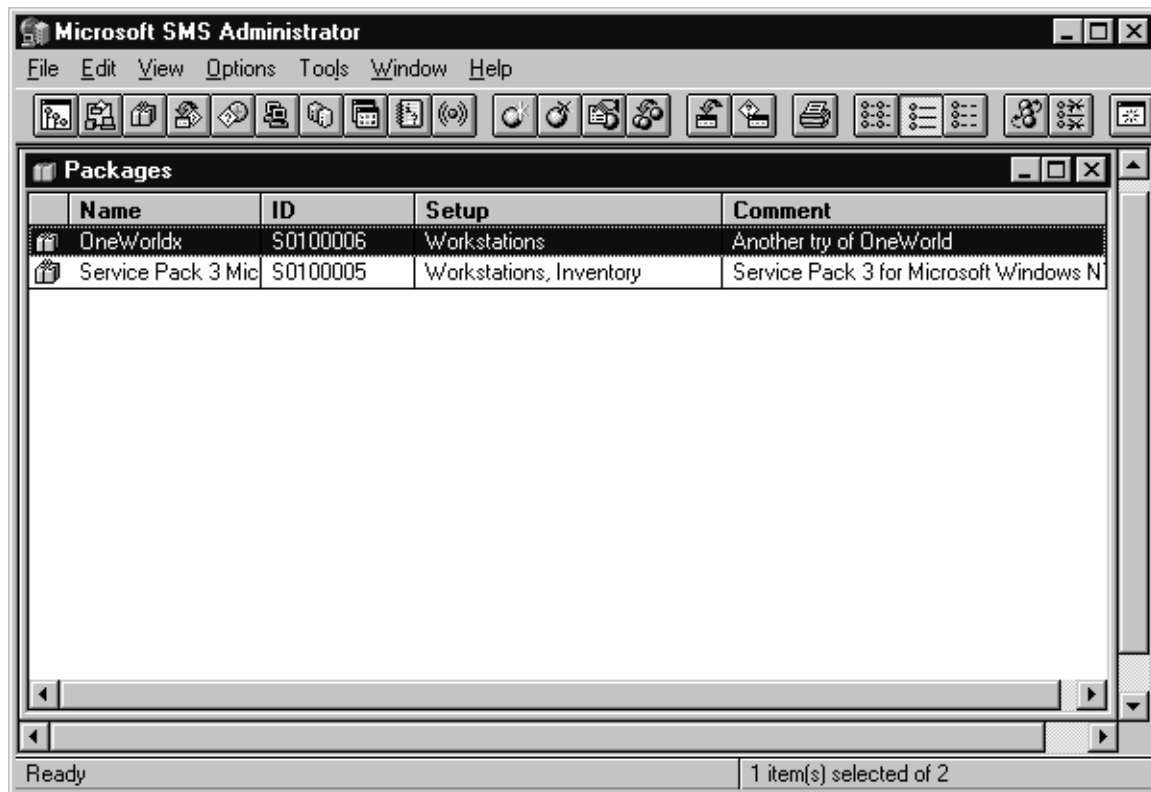 Microsoft SMS Administrator
File Edit View Options Tools Window Help
Packages
Name ID Setup Comment
OneWorldx S0100006 Workstations Another try of OneWorld
Service Pack 3 Mic S0100005 Workstations, Inventory Service Pack 3 for Microsoft Windows N
Ready 1 item(s) selected of 2